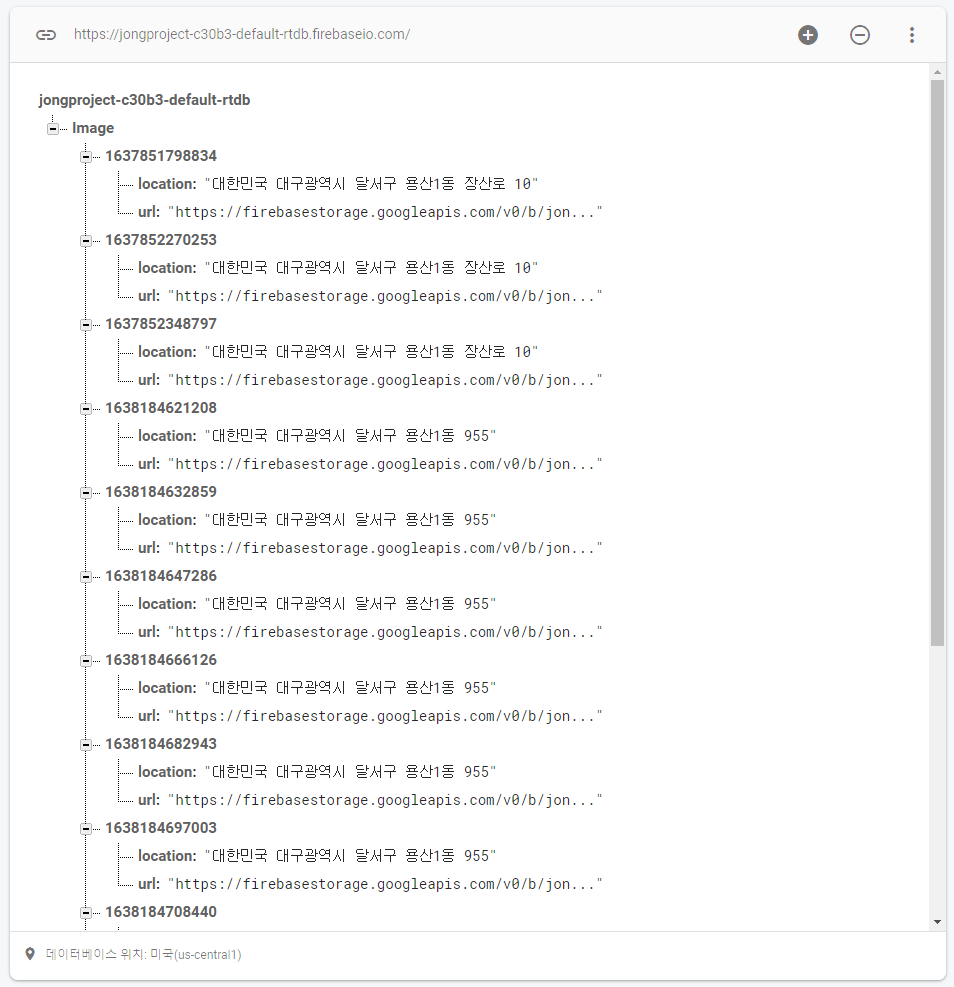 https://jongproject-c30b3-default-rtdb.firebaseio.com/
jongproject-c30b3-default-rtdb
Image
1637851798834
location: "대한민국 대구광역시 달서구 용산1동 장산로 10"
url: "https://firebasestorage.googleapis.com/v0/b/jon..."
1637852270253
location: "대한민국 대구광역시 달서구 용산1동 장산로 10"
url: "https://firebasestorage.googleapis.com/v0/b/jon..."
1637852348797
location: "대한민국 대구광역시 달서구 용산1동 장산로 10"
url: "https://firebasestorage.googleapis.com/v0/b/jon..."
1638184621208
location: "대한민국 대구광역시 달서구 용산1동 955"
url: "https://firebasestorage.googleapis.com/v0/b/jon..."
1638184632859
location: "대한민국 대구광역시 달서구 용산1동 955"
url: "https://firebasestorage.googleapis.com/v0/b/jon..."
1638184647286
location: "대한민국 대구광역시 달서구 용산1동 955"
url: "https://firebasestorage.googleapis.com/v0/b/jon..."
1638184666126
location: "대한민국 대구광역시 달서구 용산1동 955"
url: "https://firebasestorage.googleapis.com/v0/b/jon..."
1638184682943
location: "대한민국 대구광역시 달서구 용산1동 955"
url: "https://firebasestorage.googleapis.com/v0/b/jon..."
1638184697003
location: "대한민국 대구광역시 달서구 용산1동 955"
url: "https://firebasestorage.googleapis.com/v0/b/jon..."
1638184708440
데이터베이스 위치: 미국(us-central1)